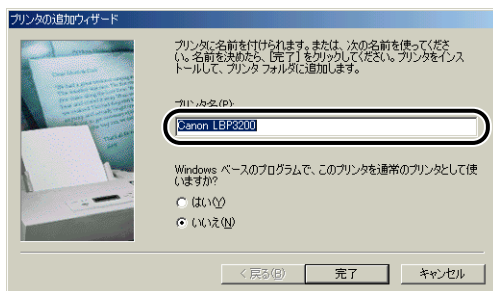 プリンタの追加ウィザード
プリンタに名前を付けられます。または、次の名前を使ってくださ
い。名前を決めたら、[完了] をクリックしてください。プリンタをインス
トールして、プリンタ フォルダに追加します。
プリンタ名(P):
Canon LBP3200
Windows ベースのプログラムで、このプリンタを通常のプリンタとして使
いますか?
はい(Y)
いいえ(N)
< 戻る(B)
完了
キャンセル